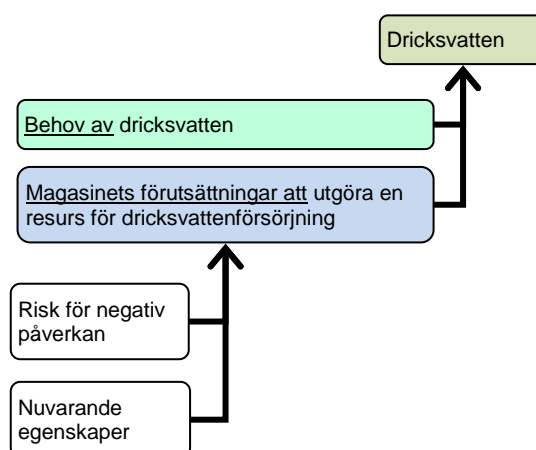 Dricksvatten
Behov av dricksvatten
Magasinets förutsättningar att utgöra en
resurs för dricksvattenförsörjning
Risk för negativ
påverkan
Nuvarande
egenskaper